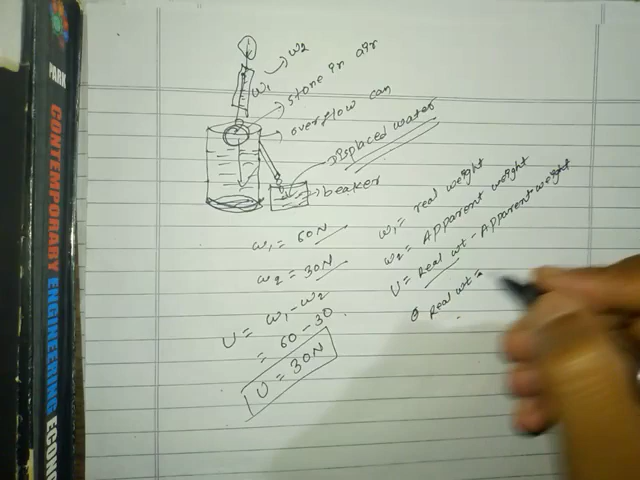 PARK
CONTEMPORARY ENGINEERING ECONO
w1 → w2
stone in air
overflow can
Displaced water
beaker
w1 = 60N
w2 = 30N
U = w1 - w2
= 60 - 30
U = 30N
w1 = real weight
w2 = Apparent weight
U = Real wt - Apparent weight
Real wt =